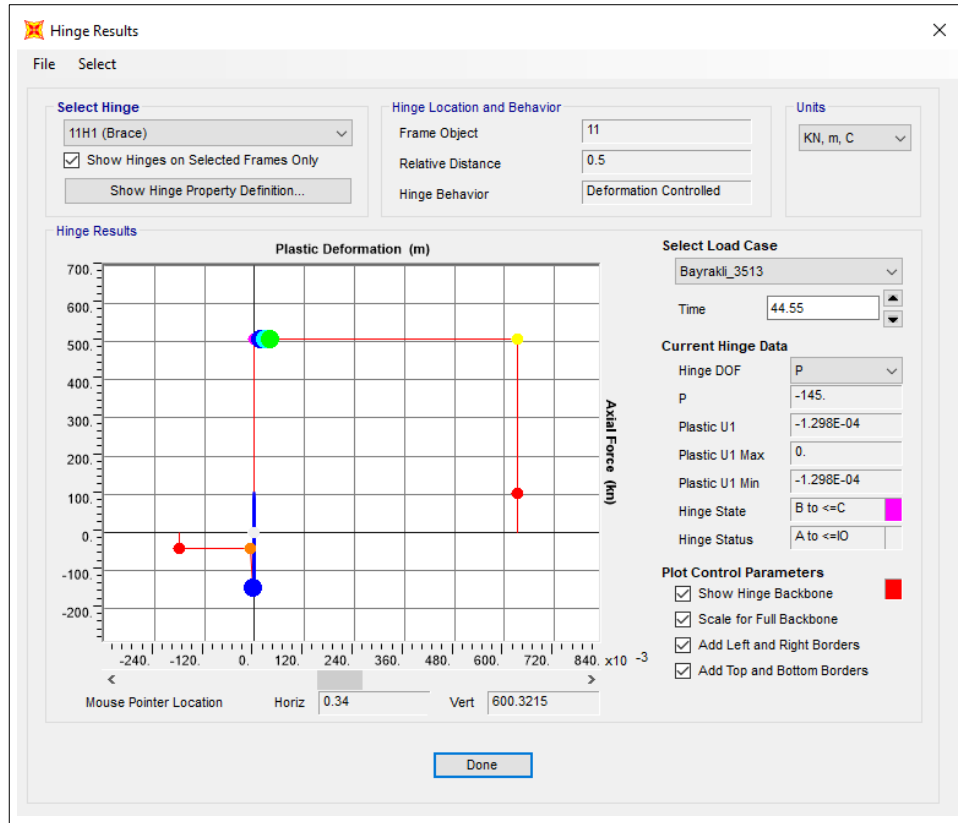 Hinge Results
File Select
Select Hinge
11H1 (Brace)
Show Hinges on Selected Frames Only
Show Hinge Property Definition...
Hinge Location and Behavior
Frame Object 11
Relative Distance 0.5
Hinge Behavior Deformation Controlled
Units
KN, m, C
Hinge Results
Plastic Deformation (m)
700.
600.
500.
400.
300.
200.
100.
0.
-100.
-200.
Axial Force (kn)
-240. -120. 0. 120. 240. 360. 480. 600. 720. 840. x10 -3
Mouse Pointer Location Horiz 0.34 Vert 600.3215
Select Load Case
Bayrakli_3513
Time 44.55
Current Hinge Data
Hinge DOF P
P -145.
Plastic U1 -1.298E-04
Plastic U1 Max 0.
Plastic U1 Min -1.298E-04
Hinge State B to <=C
Hinge Status A to <=IO
Plot Control Parameters
Show Hinge Backbone
Scale for Full Backbone
Add Left and Right Borders
Add Top and Bottom Borders
Done